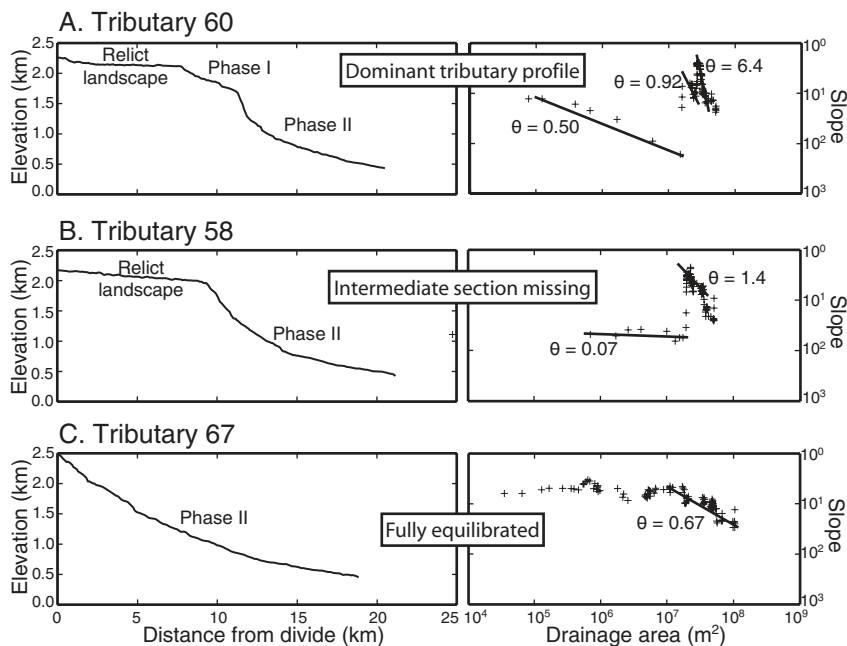 A. Tributary 60
Elevation (km)
2.5
2.0
1.5
1.0
0.5
0.0
Relict
landscape
Phase I
Phase II
Dominant tributary profile
θ = 0.50
θ = 0.92
θ = 6.4
10⁰
10¹
10²
10³
Slope
B. Tributary 58
Elevation (km)
2.5
2.0
1.5
1.0
0.5
0.0
Relict
landscape
Phase II
Intermediate section missing
θ = 0.07
θ = 1.4
10⁰
10¹
10²
10³
Slope
C. Tributary 67
Elevation (km)
2.5
2.0
1.5
1.0
0.5
0.0
Phase II
Fully equilibrated
θ = 0.67
10⁰
10¹
10²
10³
Slope
0 5 10 15 20 25
Distance from divide (km)
10⁴ 10⁵ 10⁶ 10⁷ 10⁸ 10⁹
Drainage area (m²)